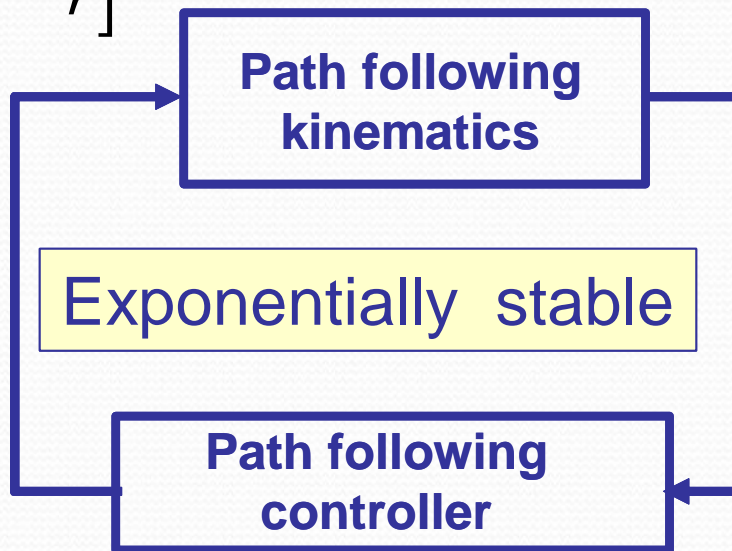 Path following
kinematics
Exponentially stable
Path following
controller